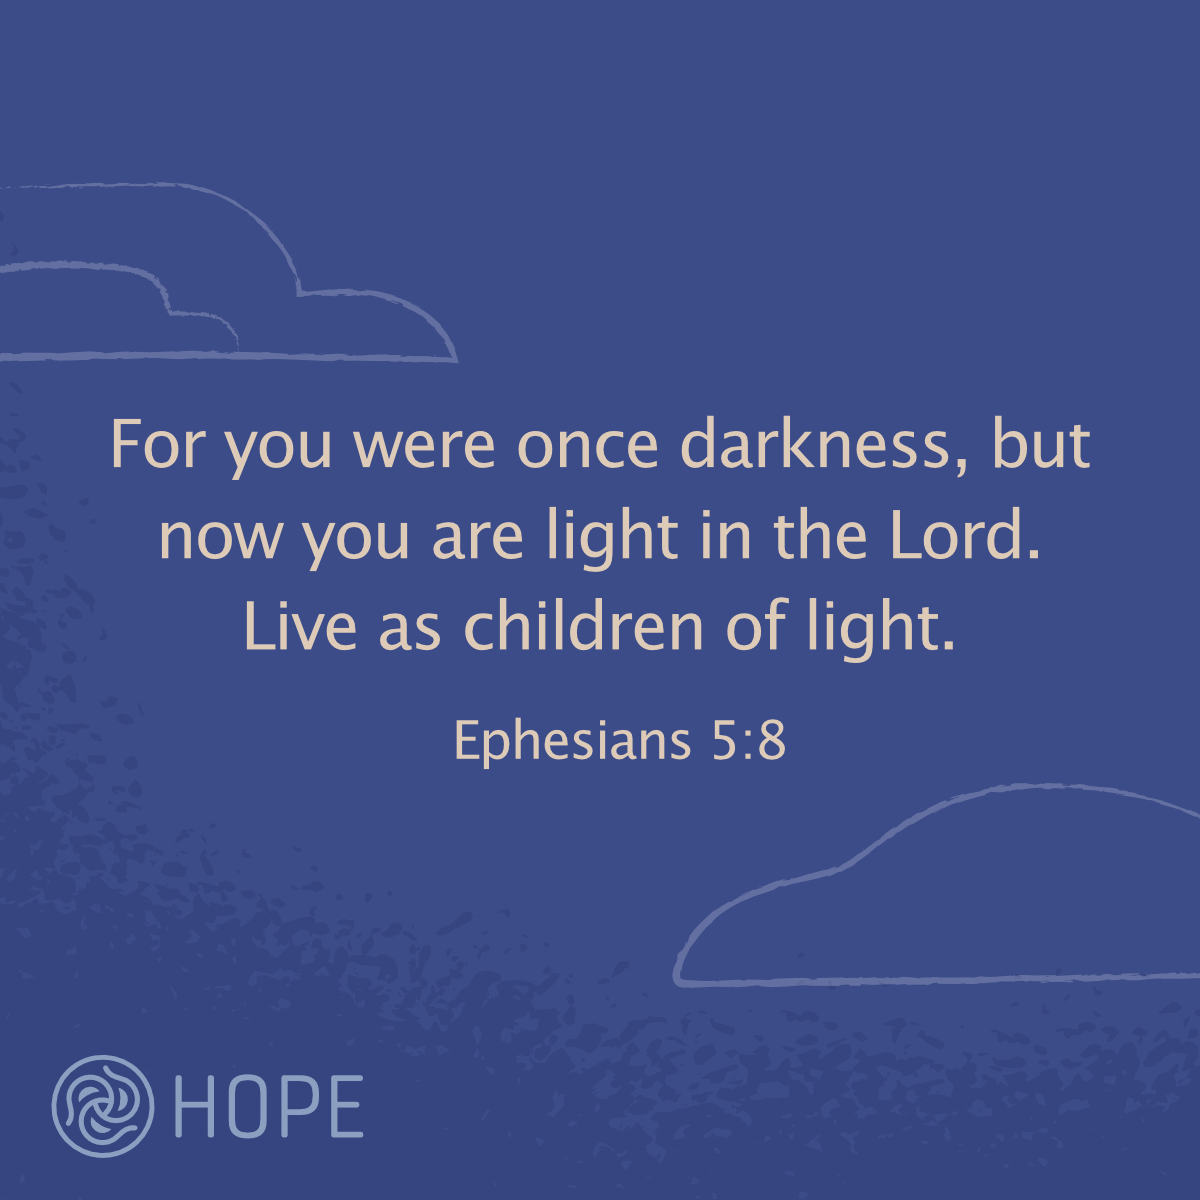 For you were once darkness, but
now you are light in the Lord.
Live as children of light.
Ephesians 5:8
HOPE